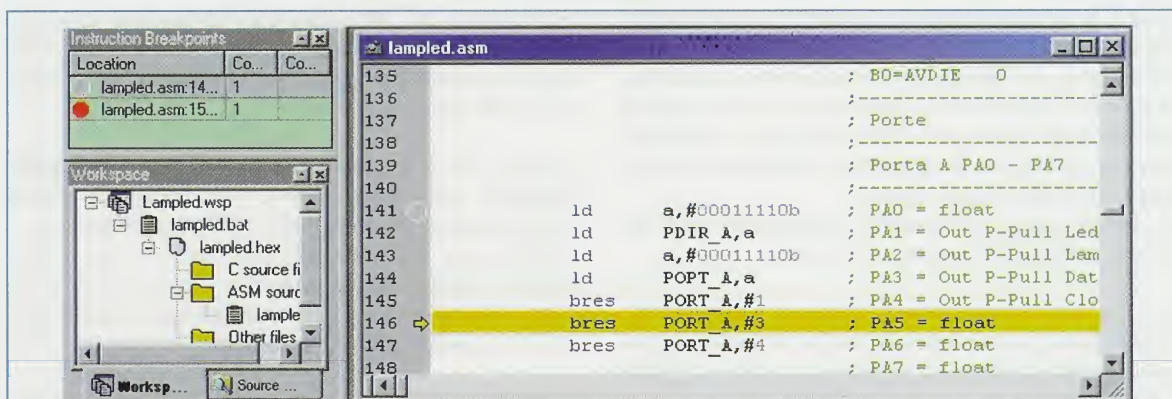 Instruction Breakpoints
Location Co... Co...
lampled.asm:14... 1
lampled.asm:15... 1
Workspace
Lampled.wsp
lampled.bat
lampled.hex
C source fi
ASM sourc
lample
Other files
Worksp... Source ...
lampled.asm
135 ; B0=AVDIE 0
136 ;-----------------------
137 ; Porte
138 ;-----------------------
139 ; Porta A PA0 - PA7
140 ;-----------------------
141 ld a,#00011110b ; PA0 = float
142 ld PDIR_A,a ; PA1 = Out P-Pull Led
143 ld a,#00011110b ; PA2 = Out P-Pull Lam
144 ld POPT_A,a ; PA3 = Out P-Pull Dat
145 bres PORT_A,#1 ; PA4 = Out P-Pull Clo
146 bres PORT_A,#3 ; PA5 = float
147 bres PORT_A,#4 ; PA6 = float
148 ; PA7 = float